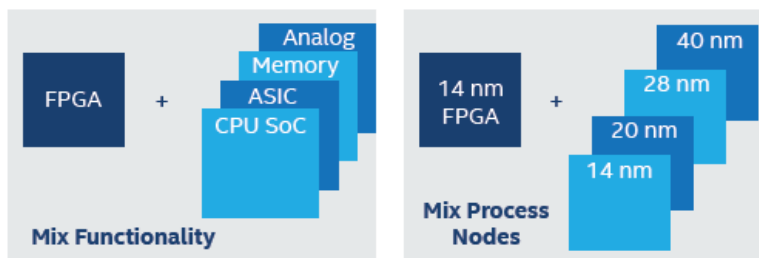 FPGA
+
Analog
Memory
ASIC
CPU SoC
Mix Functionality
14 nm
FPGA
+
40 nm
28 nm
20 nm
14 nm
Mix Process
Nodes